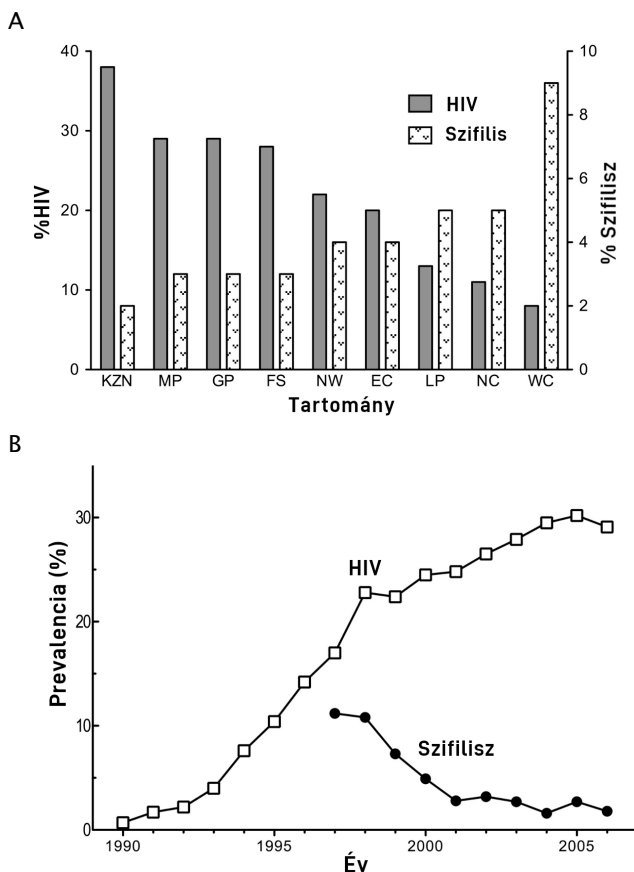 A
%HIV
40
30
20
10
0
HIV
Szifilis
% Szifilisz
10
8
6
4
2
0
KZN MP GP FS NW EC LP NC WC
Tartomány
B
Prevalencia (%)
30
20
10
0
HIV
Szifilisz
1990 1995 2000 2005
Év